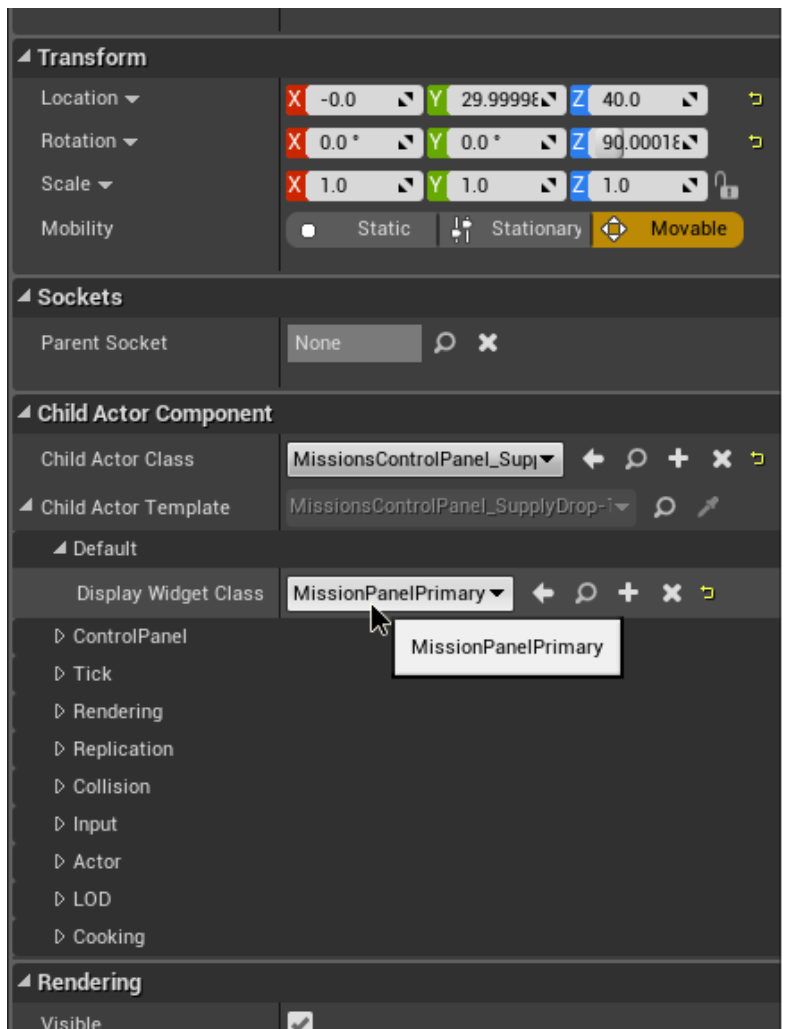 Transform
Location X -0.0 Y 29.99998 Z 40.0
Rotation X 0.0 ° Y 0.0 ° Z 90.00018
Scale X 1.0 Y 1.0 Z 1.0
Mobility Static Stationary Movable
Sockets
Parent Socket None
Child Actor Component
Child Actor Class MissionsControlPanel_Supp
Child Actor Template MissionsControlPanel_SupplyDrop-1
Default
Display Widget Class MissionPanelPrimary
ControlPanel MissionPanelPrimary
Tick
Rendering
Replication
Collision
Input
Actor
LOD
Cooking
Rendering
Visible